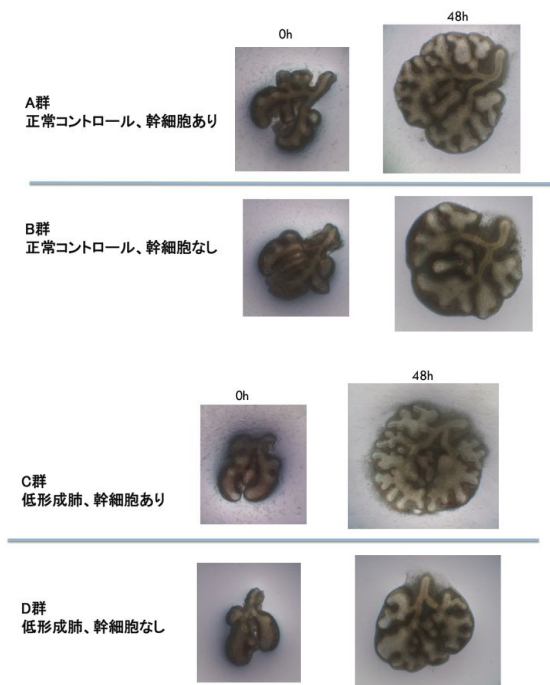 0h
48h
A群
正常コントロール、幹細胞あり
B群
正常コントロール、幹細胞なし
0h
48h
C群
低形成肺、幹細胞あり
D群
低形成肺、幹細胞なし